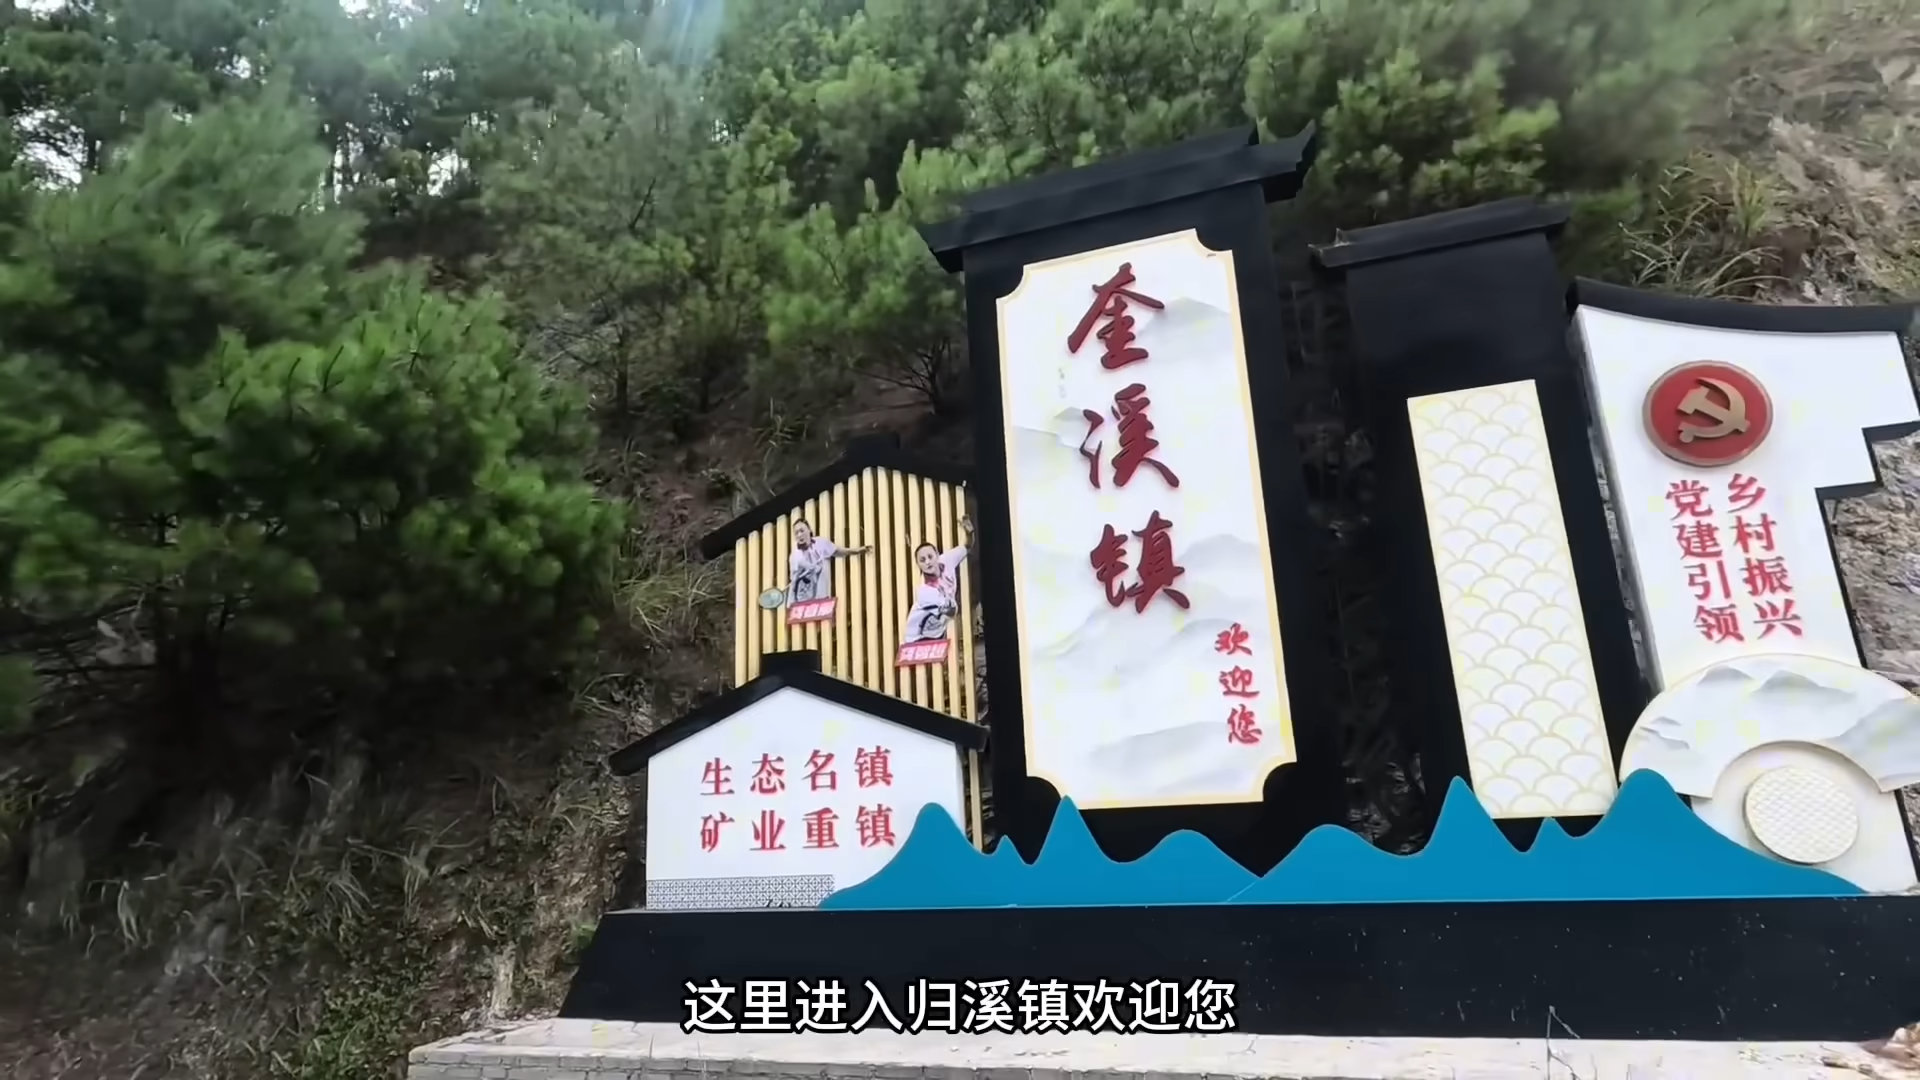 奎溪镇
欢迎您
乡村振兴
党建引领
生态名镇
矿业重镇
这里进入归溪镇欢迎您